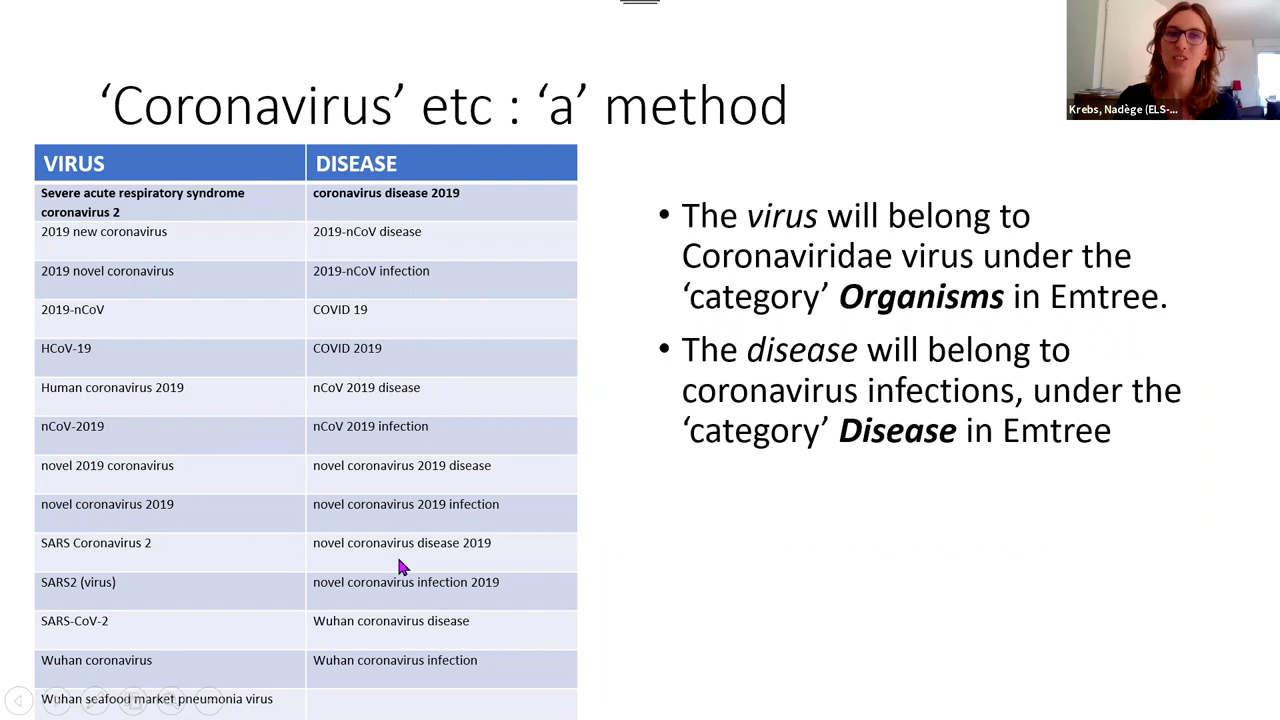 ‘Coronavirus’ etc : ‘a’ method
Krebs, Nadège (ELS-...
VIRUS DISEASE
Severe acute respiratory syndrome coronavirus 2 coronavirus disease 2019
2019 new coronavirus 2019-nCoV disease
2019 novel coronavirus 2019-nCoV infection
2019-nCoV COVID 19
HCoV-19 COVID 2019
Human coronavirus 2019 nCoV 2019 disease
nCoV-2019 nCoV 2019 infection
novel 2019 coronavirus novel coronavirus 2019 disease
novel coronavirus 2019 novel coronavirus 2019 infection
SARS Coronavirus 2 novel coronavirus disease 2019
SARS2 (virus) novel coronavirus infection 2019
SARS-CoV-2 Wuhan coronavirus disease
Wuhan coronavirus Wuhan coronavirus infection
Wuhan seafood market pneumonia virus
• The virus will belong to
Coronaviridae virus under the
‘category’ Organisms in Emtree.
• The disease will belong to
coronavirus infections, under the
‘category’ Disease in Emtree